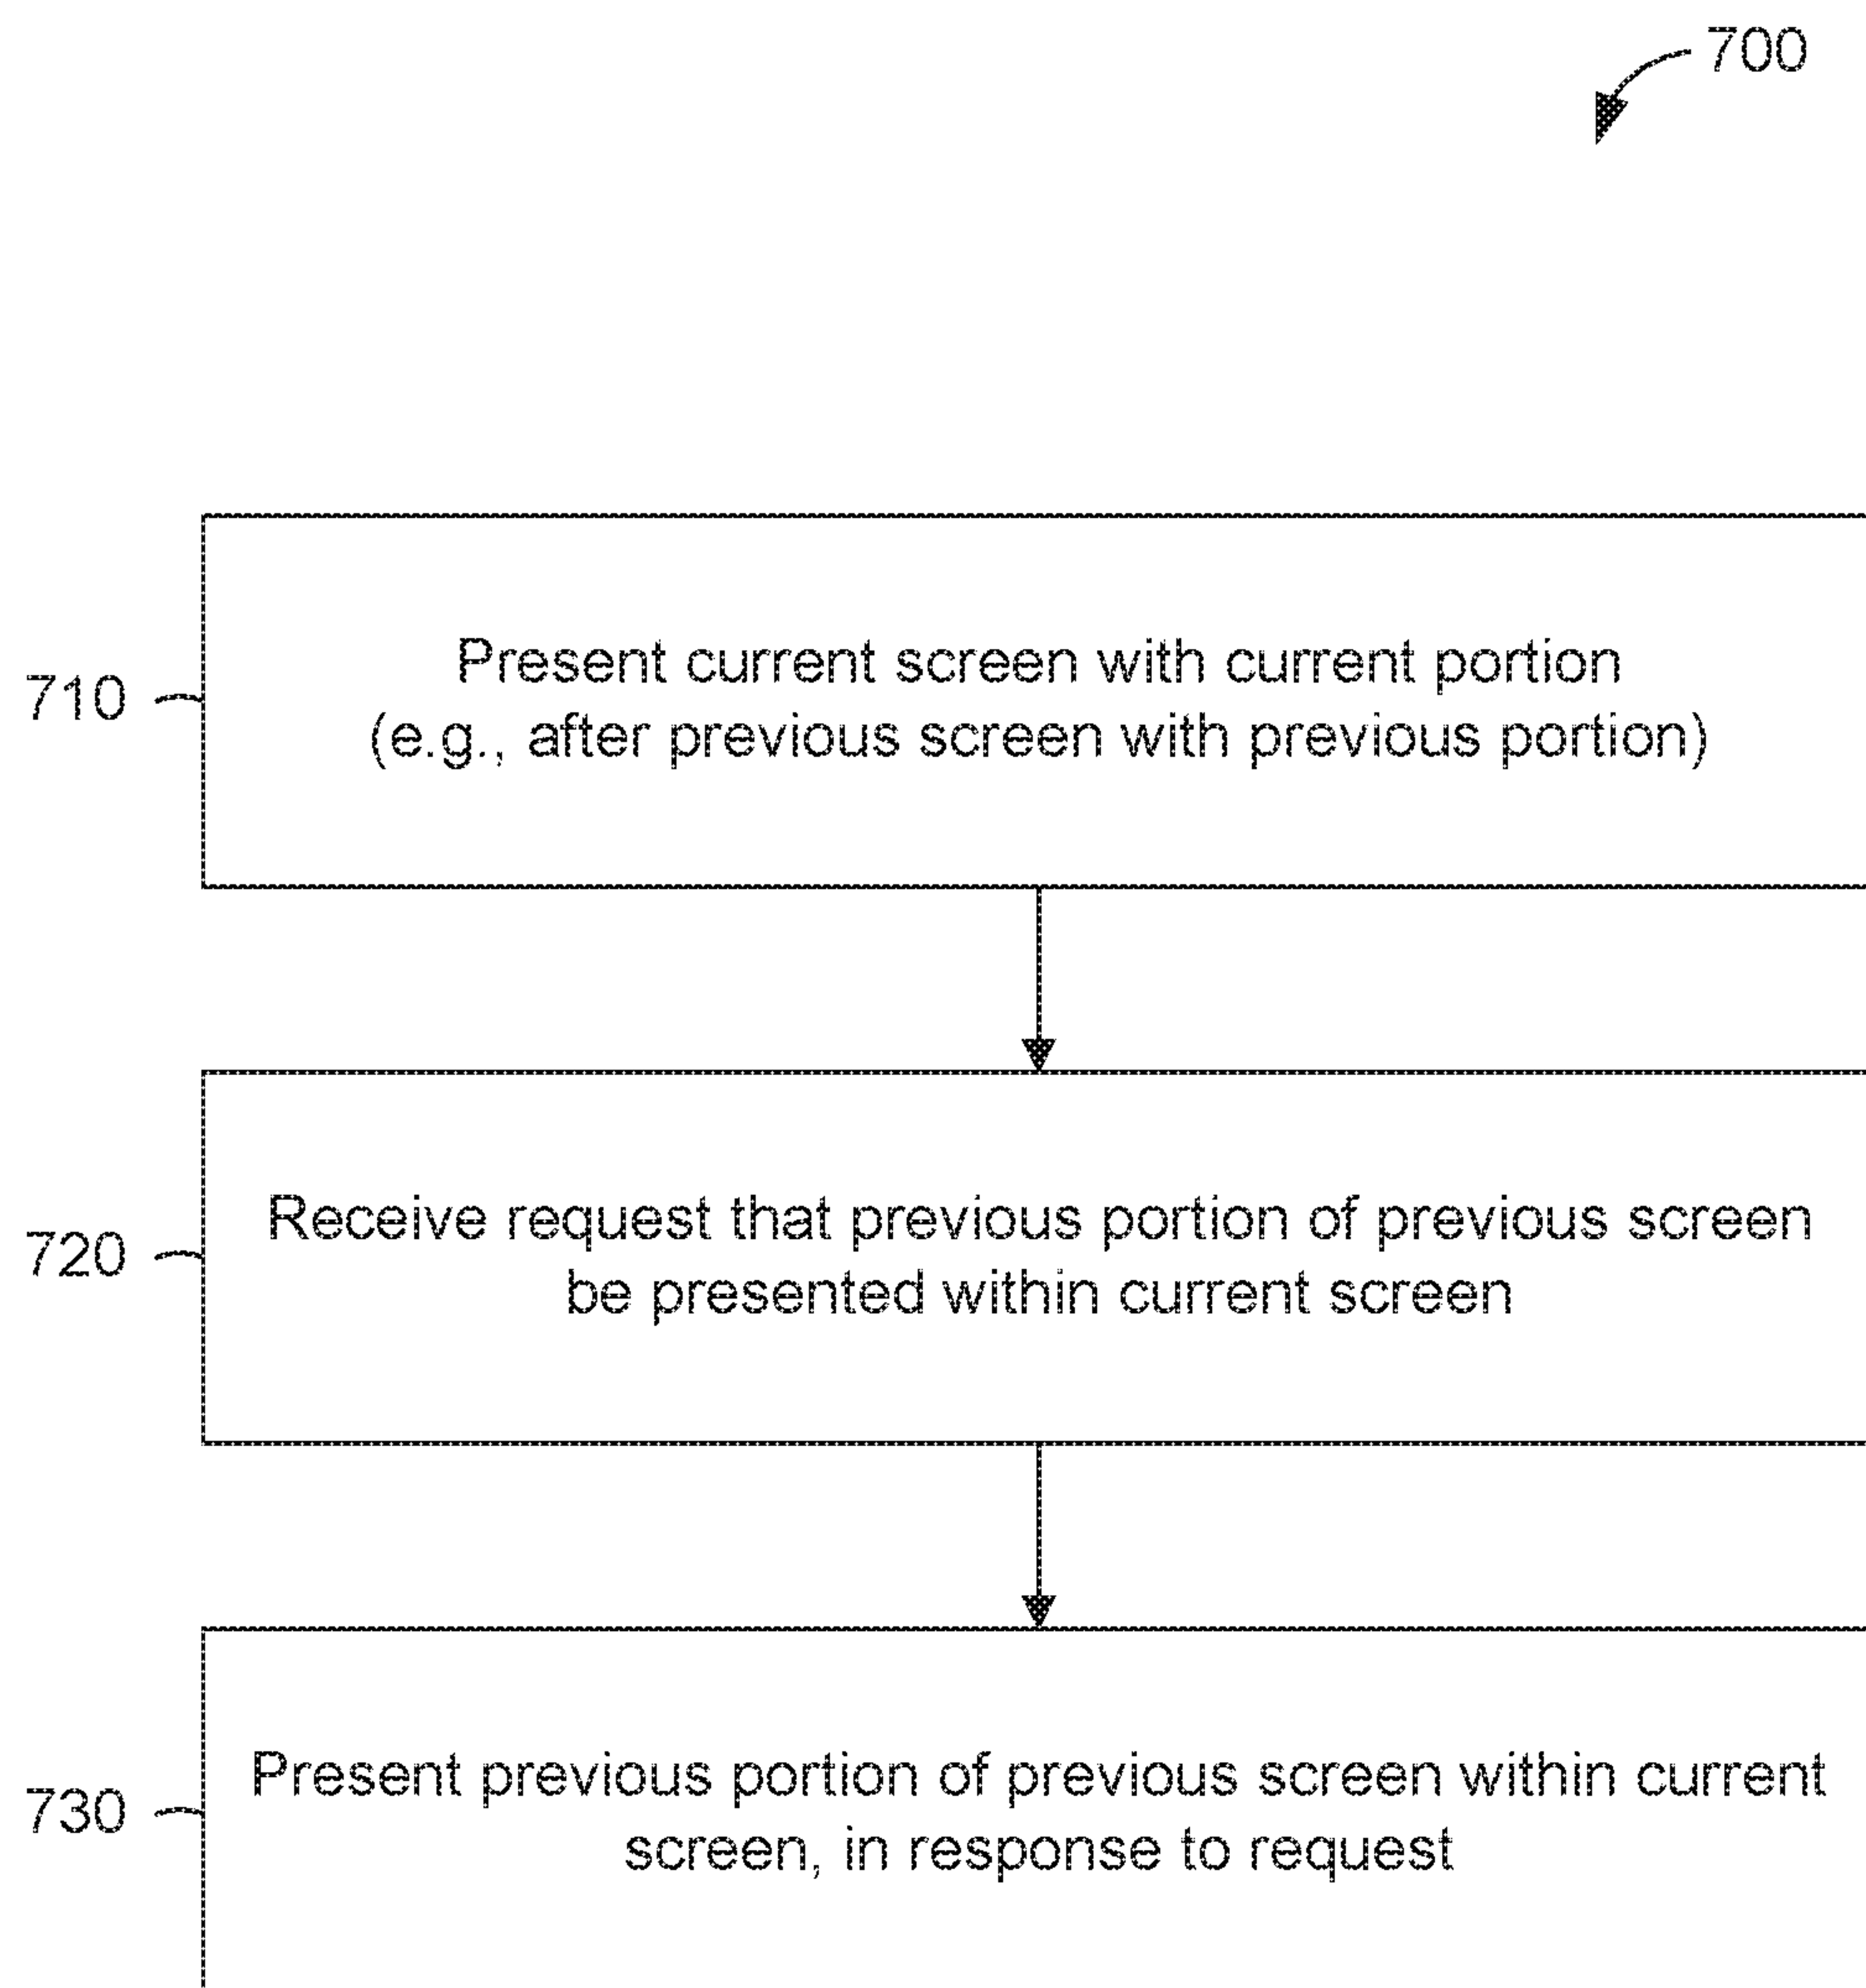 700
710
Present current screen with current portion
(e.g., after previous screen with previous portion)
720
Receive request that previous portion of previous screen
be presented within current screen
730
Present previous portion of previous screen within current
screen, in response to request